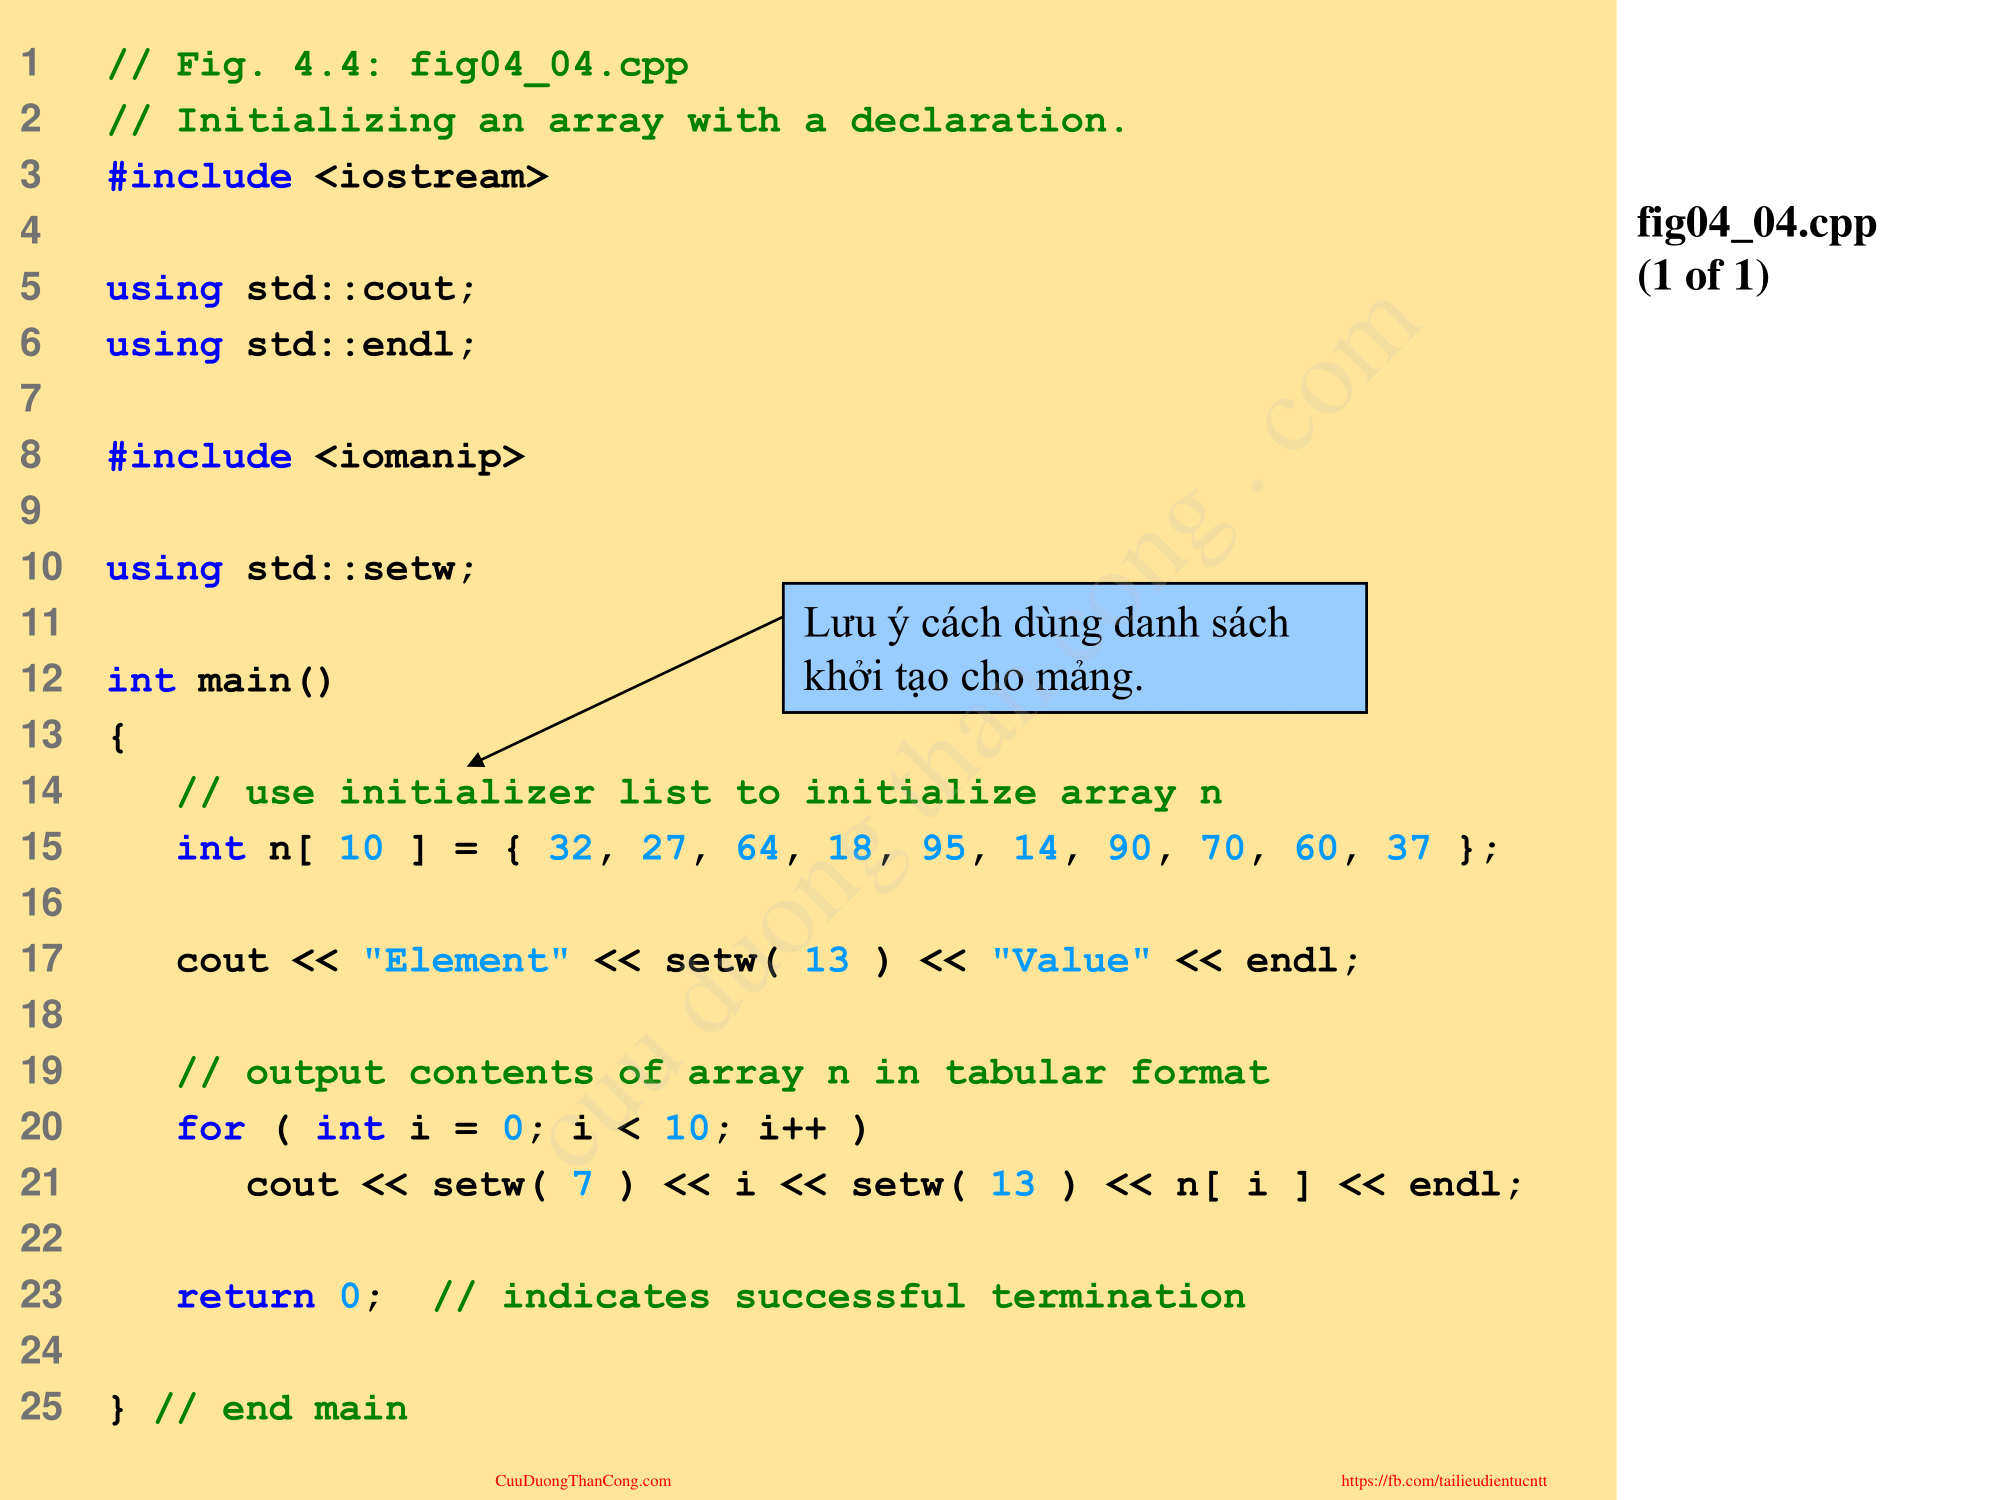 1 // Fig. 4.4: fig04_04.cpp
2 // Initializing an array with a declaration.
3 #include <iostream>
4
5 using std::cout;
6 using std::endl;
7
8 #include <iomanip>
9
10 using std::setw;
11
12 int main()
13 {
14 // use initializer list to initialize array n
15 int n[ 10 ] = { 32, 27, 64, 18, 95, 14, 90, 70, 60, 37 };
16
17 cout << "Element" << setw( 13 ) << "Value" << endl;
18
19 // output contents of array n in tabular format
20 for ( int i = 0; i < 10; i++ )
21 cout << setw( 7 ) << i << setw( 13 ) << n[ i ] << endl;
22
23 return 0; // indicates successful termination
24
25 } // end main
Lưu ý cách dùng danh sách
khởi tạo cho mảng.
fig04_04.cpp
(1 of 1)
cuu duong than cong . com
CuuDuongThanCong.com
https://fb.com/tailieudientucntt